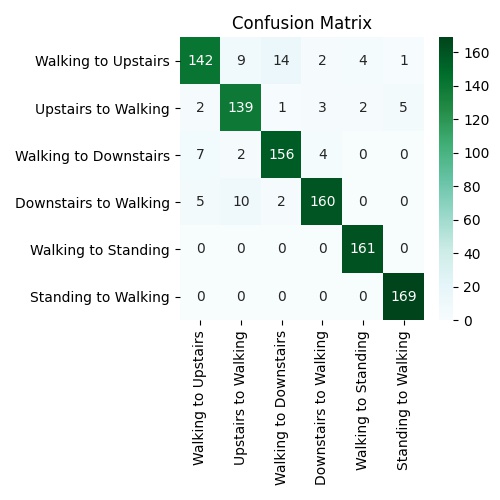 Confusion Matrix
Walking to Upstairs 142 9 14 2 4 1
Upstairs to Walking 2 139 1 3 2 5
Walking to Downstairs 7 2 156 4 0 0
Downstairs to Walking 5 10 2 160 0 0
Walking to Standing 0 0 0 0 161 0
Standing to Walking 0 0 0 0 0 169
Walking to Upstairs
Upstairs to Walking
Walking to Downstairs
Downstairs to Walking
Walking to Standing
Standing to Walking
160
140
120
100
80
60
40
20
0